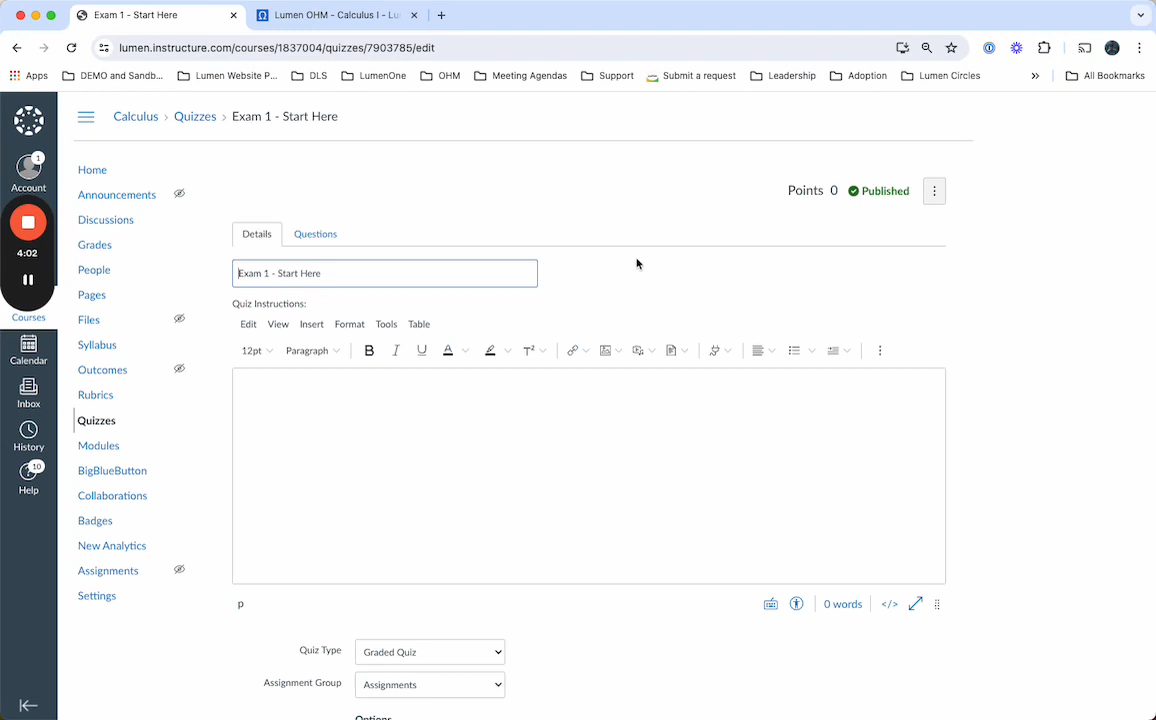 Exam 1 - Start Here
Lumen OHM - Calculus I - Lu
lumen.instructure.com/courses/1837004/quizzes/7903785/edit
Apps DEMO and Sandb... Lumen Website P... DLS LumenOne OHM Meeting Agendas Support Submit a request Leadership Adoption Lumen Circles All Bookmarks
Calculus › Quizzes › Exam 1 - Start Here
1
Account
4:02
Courses
Calendar
Inbox
History
10
Help
Home
Announcements
Discussions
Grades
People
Pages
Files
Syllabus
Outcomes
Rubrics
Quizzes
Modules
BigBlueButton
Collaborations
Badges
New Analytics
Assignments
Settings
Points 0 Published
Details Questions
Exam 1 - Start Here
Quiz Instructions:
Edit View Insert Format Tools Table
12pt Paragraph B I U A T²
p
0 words </>
Quiz Type Graded Quiz
Assignment Group Assignments
Options